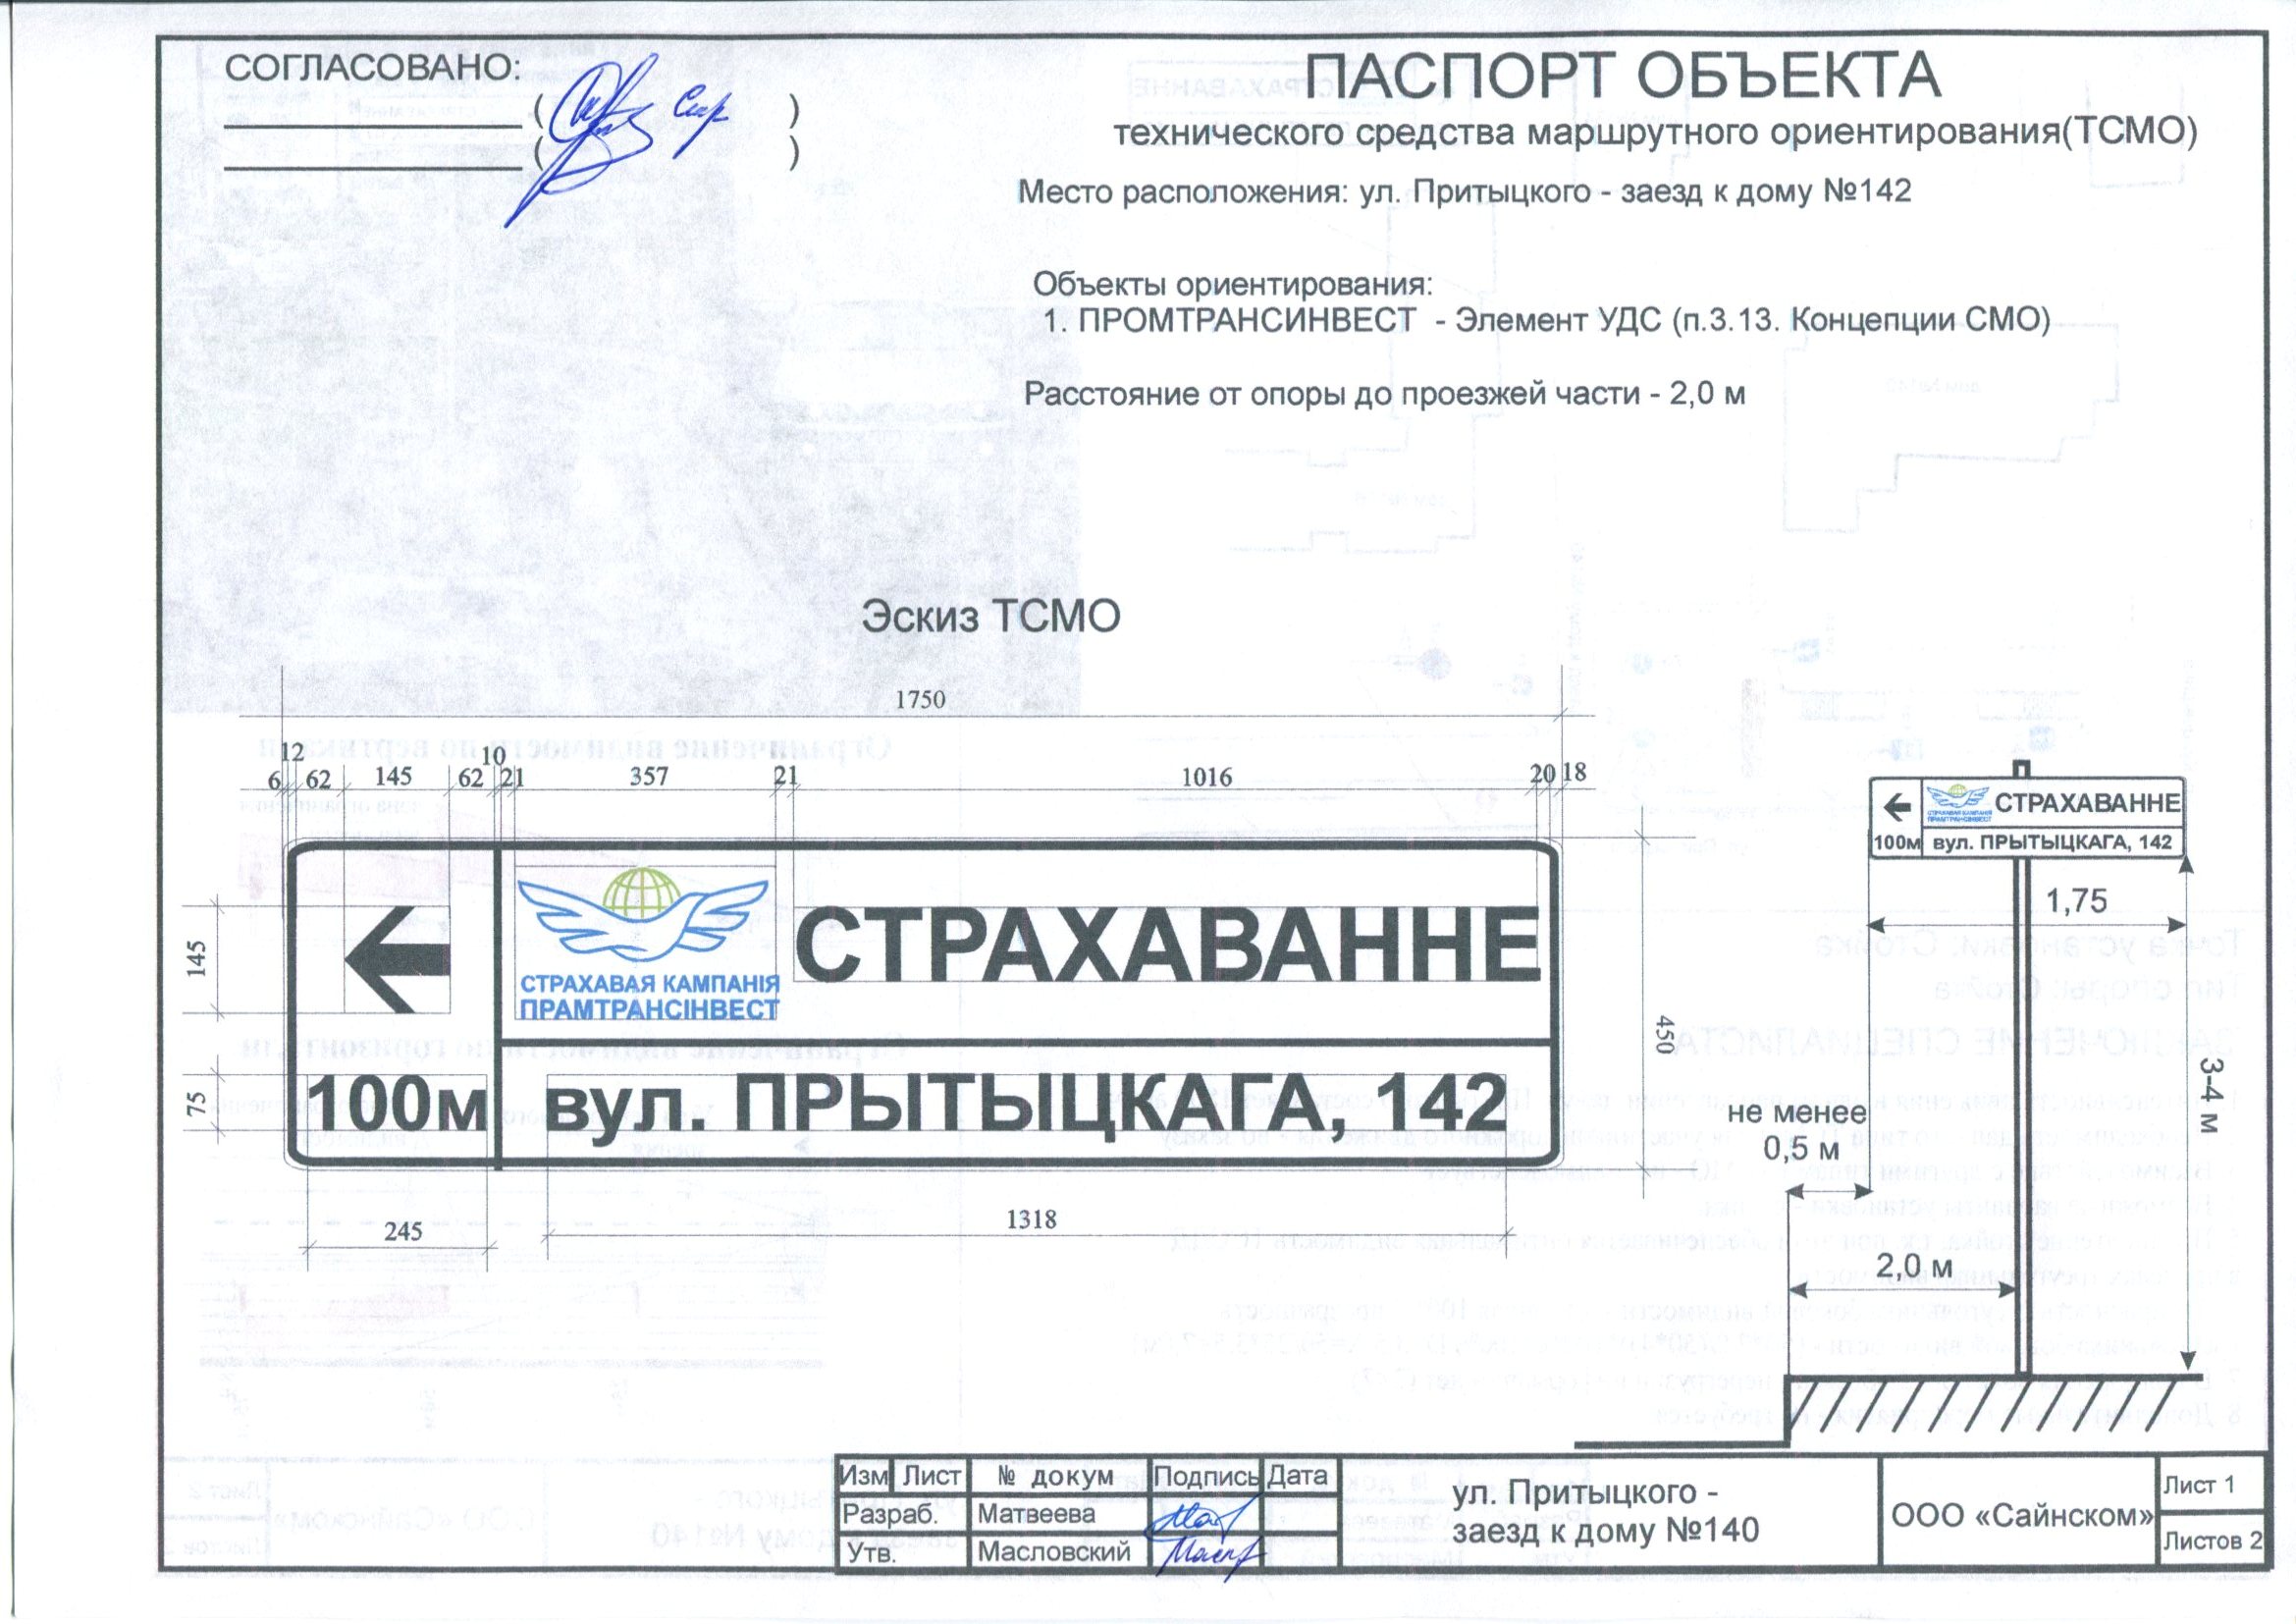 СОГЛАСОВАНО:
( )
( )
ПАСПОРТ ОБЪЕКТА
технического средства маршрутного ориентирования(ТСМО)
Место расположения: ул. Притыцкого - заезд к дому №142
Объекты ориентирования:
1. ПРОМТРАНСИНВЕСТ - Элемент УДС (п.3.13. Концепции СМО)
Расстояние от опоры до проезжей части - 2,0 м
Эскиз ТСМО
1750
12
10
6 62 145 62 21 357 21 1016 20 18
145
75
СТРАХАВАЯ КАМПАНІЯ
ПРАМТРАНСІНВЕСТ
СТРАХАВАННЕ
100м
вул. ПРЫТЫЦКАГА, 142
450
245
1318
СТРАХАВАЯ КАМПАНІЯ
ПРАМТРАНСІНВЕСТ
СТРАХАВАННЕ
100м
вул. ПРЫТЫЦКАГА, 142
1,75
3-4 м
не менее
0,5 м
2,0 м
Изм Лист № докум Подпись Дата
Разраб. Матвеева
Утв. Масловский
ул. Притыцкого -
заезд к дому №140
ООО «Сайнском»
Лист 1
Листов 2